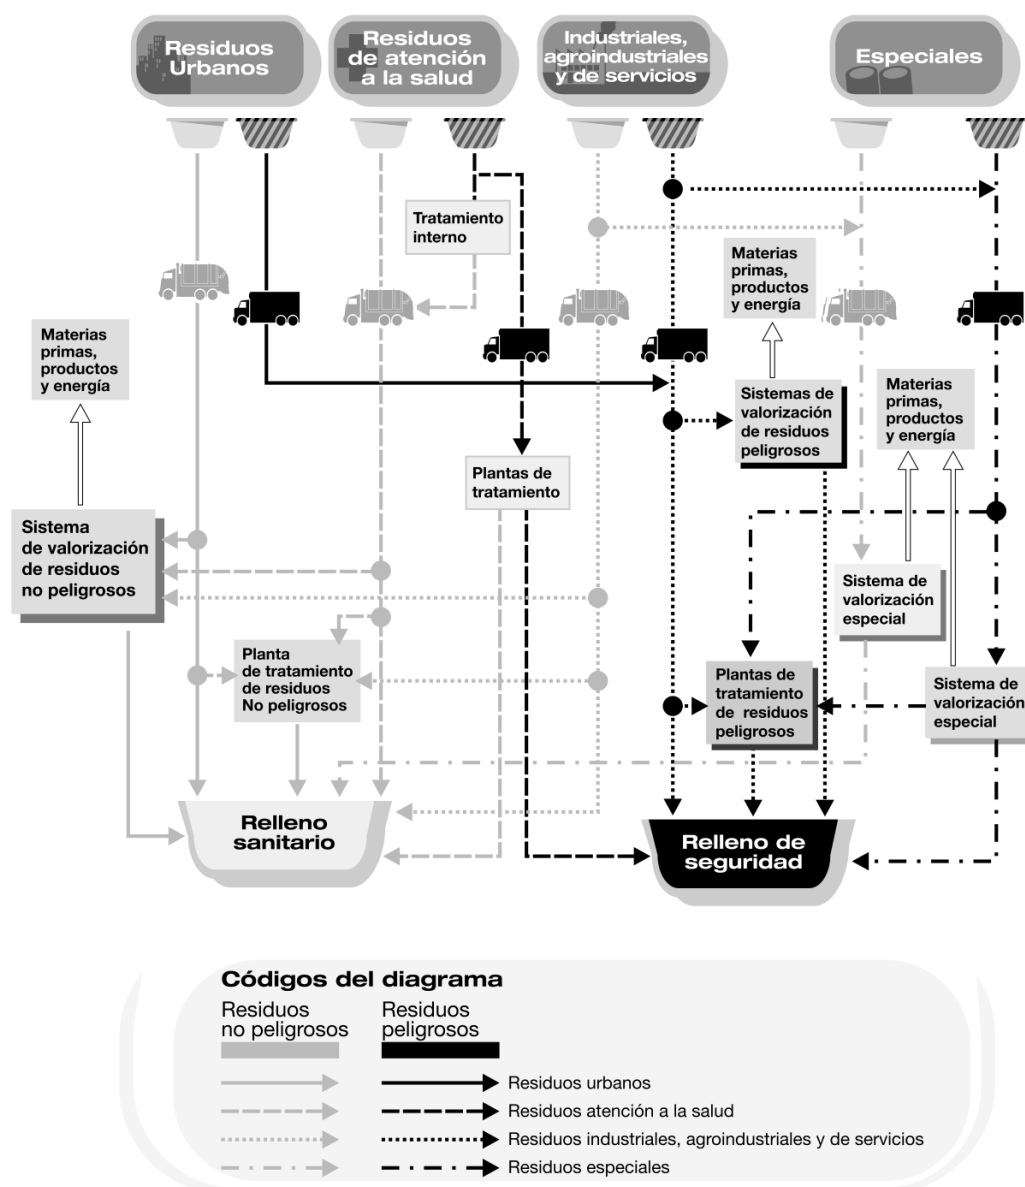 Residuos
Urbanos
Residuos
de atención
a la salud
Industriales,
agroindustriales
y de servicios
Especiales
Tratamiento
interno
Materias
primas,
productos
y energía
Materias
primas,
productos
y energía
Sistemas de
valorización
de residuos
peligrosos
Materias
primas,
productos
y energía
Plantas de
tratamiento
Sistema
de valorización
de residuos
no peligrosos
Sistema de
valorización
especial
Planta
de tratamiento
de residuos
No peligrosos
Plantas de
tratamiento
de residuos
peligrosos
Sistema de
valorización
especial
Relleno
sanitario
Relleno de
seguridad
Códigos del diagrama
Residuos
no peligrosos
Residuos
peligrosos
Residuos urbanos
Residuos atención a la salud
Residuos industriales, agroindustriales y de servicios
Residuos especiales